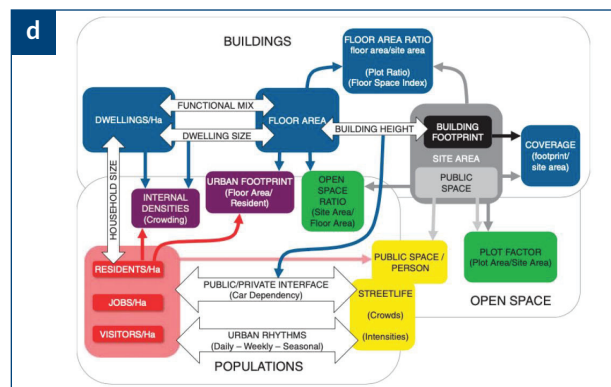 d
BUILDINGS
FLOOR AREA RATIO
floor area/site area
(Plot Ratio)
(Floor Space Index)
DWELLINGS/Ha
FUNCTIONAL MIX
DWELLING SIZE
FLOOR AREA
BUILDING HEIGHT
BUILDING
FOOTPRINT
SITE AREA
PUBLIC
SPACE
COVERAGE
(footprint/
site area)
HOUSEHOLD SIZE
INTERNAL
DENSITIES
(Crowding)
URBAN FOOTPRINT
(Floor Area/
Resident)
OPEN
SPACE
RATIO
(Site Area/
Floor Area)
RESIDENTS/Ha
JOBS/Ha
VISITORS/Ha
PUBLIC/PRIVATE INTERFACE
(Car Dependency)
URBAN RHYTHMS
(Daily – Weekly – Seasonal)
PUBLIC SPACE /
PERSON
STREETLIFE
(Crowds)
(Intensities)
PLOT FACTOR
(Plot Area/Site Area)
OPEN SPACE
POPULATIONS